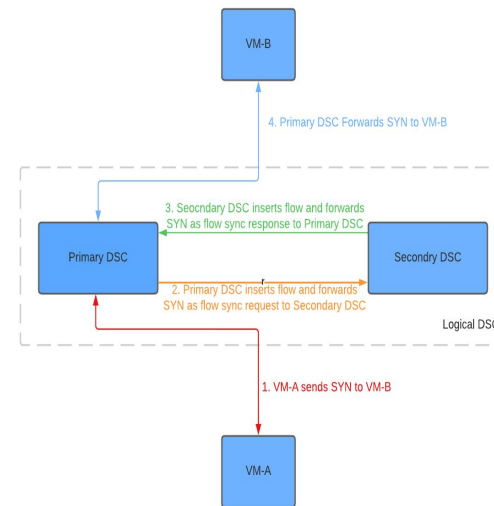 VM-B
4. Primary DSC Forwards SYN to VM-B
3. Seocndary DSC inserts flow and forwards
SYN as flow sync response to Primary DSC
Primary DSC
Secondry DSC
r
2. Primary DSC inserts flow and forwards
SYN as flow sync request to Secondary DSC
Logical DSC
1. VM-A sends SYN to VM-B
VM-A